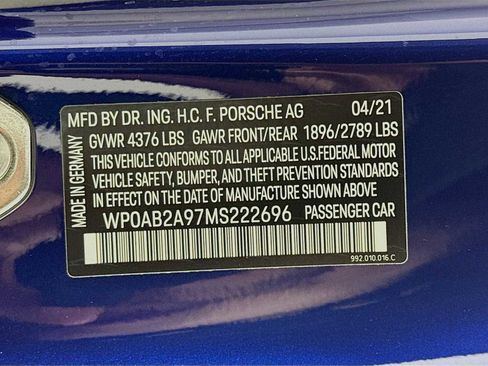 MFD BY DR. ING. H.C. F. PORSCHE AG 04/21
GVWR 4376 LBS GAWR FRONT/REAR 1896/2789 LBS
THIS VEHICLE CONFORMS TO ALL APPLICABLE U.S.FEDERAL MOTOR
VEHICLE SAFETY, BUMPER, AND THEFT PREVENTION STANDARDS
IN EFFECT ON THE DATE OF MANUFACTURE SHOWN ABOVE
WP0AB2A97MS222696 PASSENGER CAR
992.010.016.C
MADE IN GERMANY